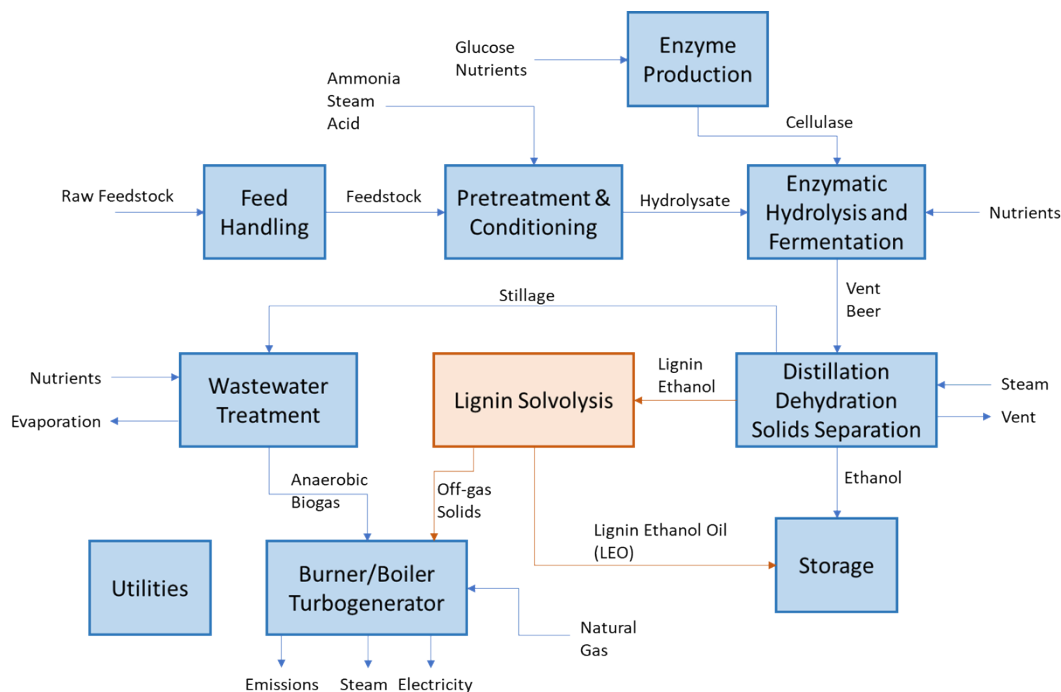 Glucose
Nutrients
Enzyme
Production
Ammonia
Steam
Acid
Cellulase
Raw Feedstock
Feed
Handling
Feedstock
Pretreatment &
Conditioning
Hydrolysate
Enzymatic
Hydrolysis and
Fermentation
Nutrients
Vent
Beer
Stillage
Nutrients
Evaporation
Wastewater
Treatment
Lignin Solvolysis
Lignin
Ethanol
Distillation
Dehydration
Solids Separation
Steam
Vent
Anaerobic
Biogas
Off-gas
Solids
Ethanol
Lignin Ethanol Oil
(LEO)
Storage
Utilities
Burner/Boiler
Turbogenerator
Natural
Gas
Emissions
Steam
Electricity